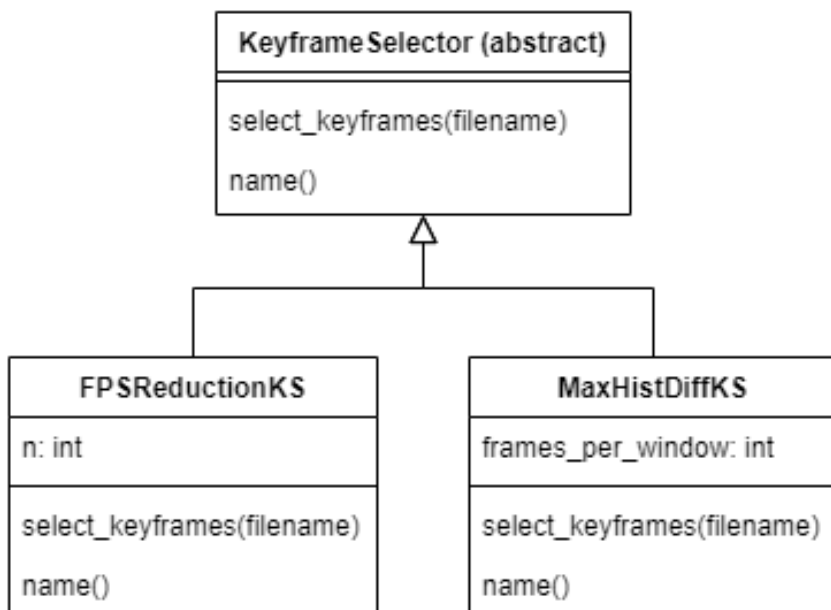 KeyframeSelector (abstract)
select_keyframes(filename)
name()
FPSReductionKS
n: int
select_keyframes(filename)
name()
MaxHistDiffKS
frames_per_window: int
select_keyframes(filename)
name()